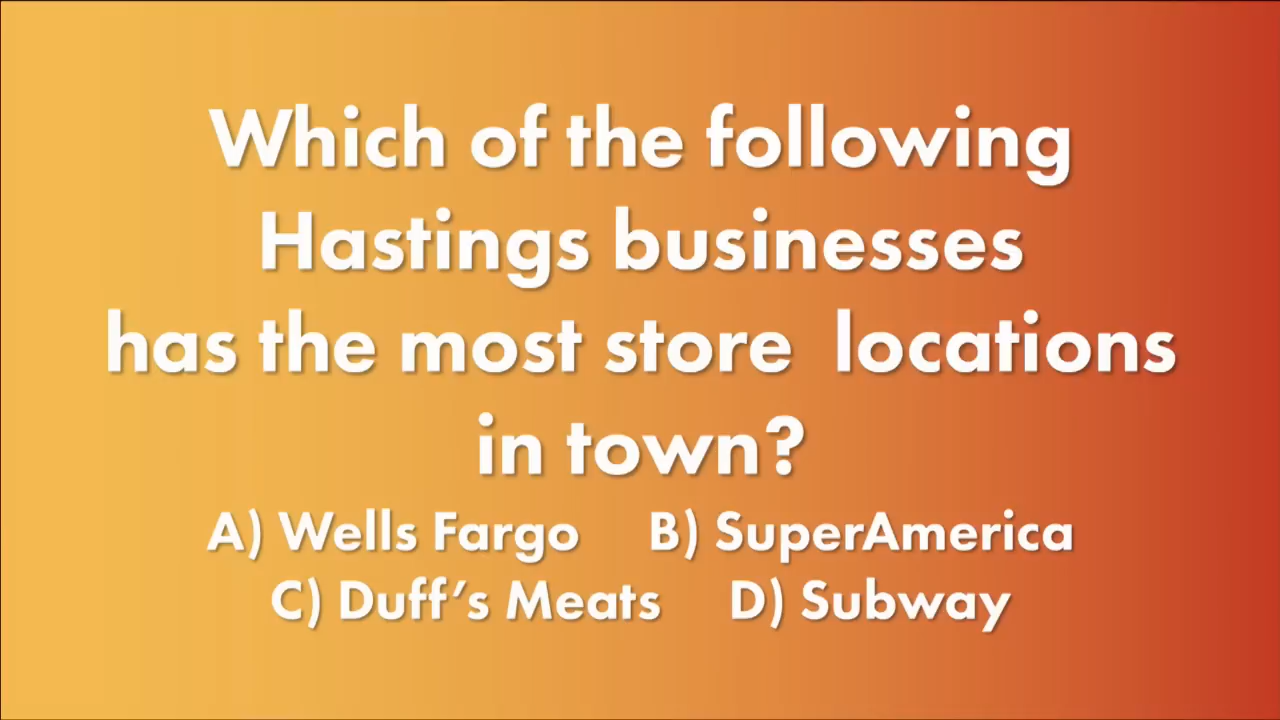 Which of the following
Hastings businesses
has the most store locations
in town?
A) Wells Fargo B) SuperAmerica
C) Duff’s Meats D) Subway